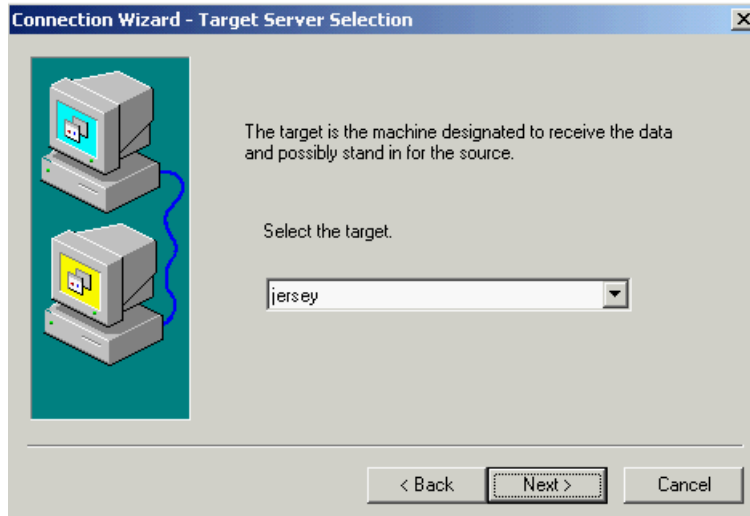 Connection Wizard - Target Server Selection
The target is the machine designated to receive the data
and possibly stand in for the source.
Select the target.
jersey
< Back
Next >
Cancel